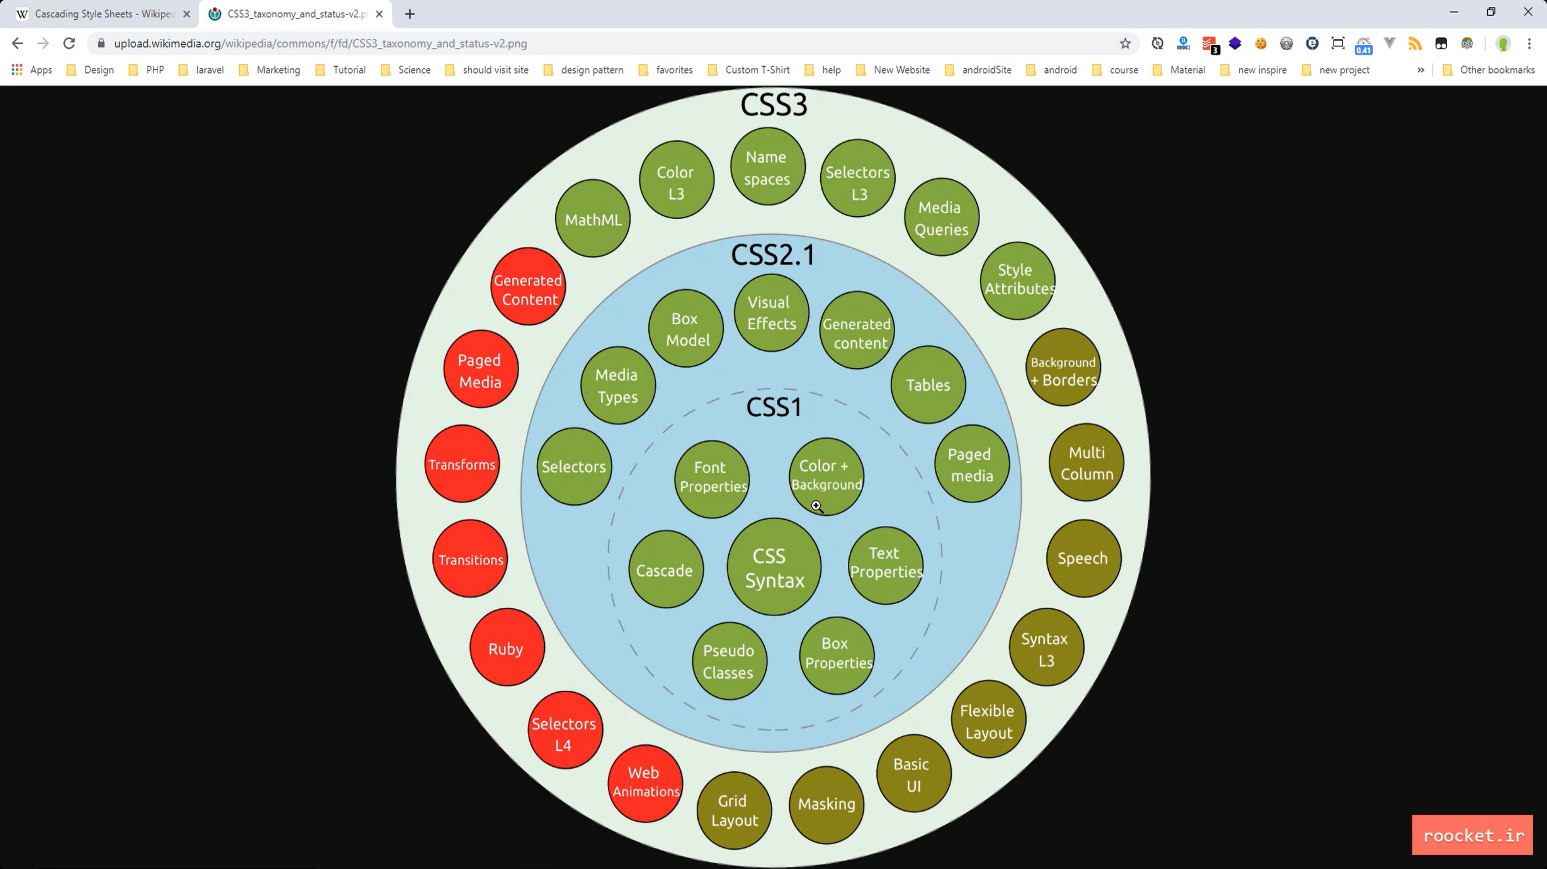 Cascading Style Sheets - Wikiped
CSS3_taxonomy_and_status-v2.p
upload.wikimedia.org/wikipedia/commons/f/fd/CSS3_taxonomy_and_status-v2.png
3
0.41
Apps
Design
PHP
laravel
Marketing
Tutorial
Science
should visit site
design pattern
favorites
Custom T-Shirt
help
New Website
androidSite
android
course
Material
new inspire
new project
»
Other bookmarks
CSS3
Name
spaces
Color
L3
Selectors
L3
MathML
Media
Queries
Generated
Content
Style
Attributes
Paged
Media
Background
+ Borders
Transforms
Multi
Column
Transitions
Speech
Ruby
Syntax
L3
Selectors
L4
Flexible
Layout
Web
Animations
Basic
UI
Grid
Layout
Masking
CSS2.1
Visual
Effects
Box
Model
Generated
content
Media
Types
Tables
Selectors
Paged
media
CSS1
Font
Properties
Color +
Background
Cascade
CSS
Syntax
Text
Properties
Pseudo
Classes
Box
Properties
roocket.ir